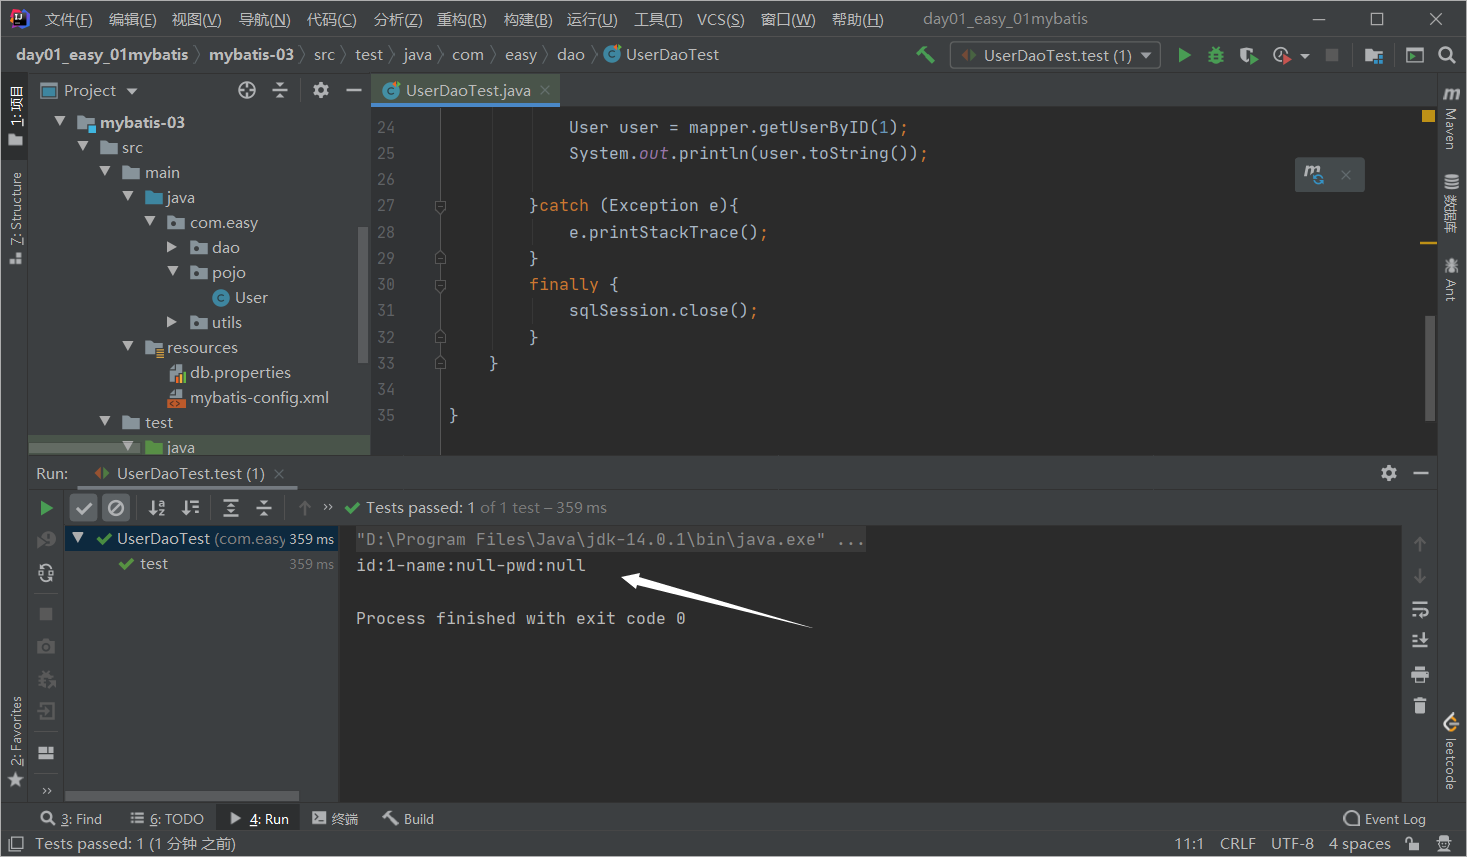 文件(F) 编辑(E) 视图(V) 导航(N) 代码(C) 分析(Z) 重构(R) 构建(B) 运行(U) 工具(T) VCS(S) 窗口(W) 帮助(H) day01_easy_01mybatis
day01_easy_01mybatis mybatis-03 src test java com easy dao UserDaoTest UserDaoTest.test (1)
1: 项目
7: Structure
2: Favorites
Project
mybatis-03
src
main
java
com.easy
dao
pojo
User
utils
resources
db.properties
mybatis-config.xml
test
java
UserDaoTest.java
24 User user = mapper.getUserByID(1);
25 System.out.println(user.toString());
26
27 }catch (Exception e){
28 e.printStackTrace();
29 }
30 finally {
31 sqlSession.close();
32 }
33 }
34
35 }
Maven
数据库
Ant
leetcode
Run: UserDaoTest.test (1)
Tests passed: 1 of 1 test – 359 ms
UserDaoTest (com.easy 359 ms
test 359 ms
"D:\Program Files\Java\jdk-14.0.1\bin\java.exe" ...
id:1-name:null-pwd:null
Process finished with exit code 0
3: Find 6: TODO 4: Run 终端 Build Event Log
Tests passed: 1 (1 分钟 之前) 11:1 CRLF UTF-8 4 spaces